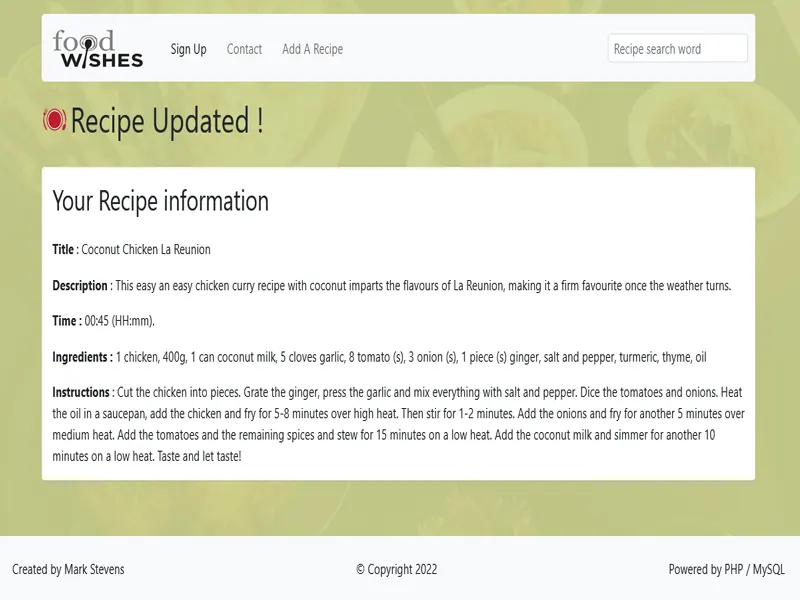 food
WISHES
Sign Up
Contact
Add A Recipe
Recipe search word
Recipe Updated !
Your Recipe information
Title : Coconut Chicken La Reunion
Description : This easy an easy chicken curry recipe with coconut imparts the flavours of La Reunion, making it a firm favourite once the weather turns.
Time : 00:45 (HH:mm).
Ingredients : 1 chicken, 400g, 1 can coconut milk, 5 cloves garlic, 8 tomato (s), 3 onion (s), 1 piece (s) ginger, salt and pepper, turmeric, thyme, oil
Instructions : Cut the chicken into pieces. Grate the ginger, press the garlic and mix everything with salt and pepper. Dice the tomatoes and onions. Heat
the oil in a saucepan, add the chicken and fry for 5-8 minutes over high heat. Then stir for 1-2 minutes. Add the onions and fry for another 5 minutes over
medium heat. Add the tomatoes and the remaining spices and stew for 15 minutes on a low heat. Add the coconut milk and simmer for another 10
minutes on a low heat. Taste and let taste!
Created by Mark Stevens
© Copyright 2022
Powered by PHP / MySQL